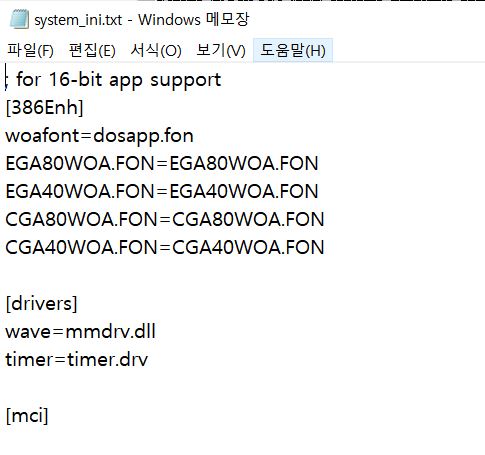 system_ini.txt - Windows 메모장
파일(F) 편집(E) 서식(O) 보기(V) 도움말(H)
; for 16-bit app support
[386Enh]
woafont=dosapp.fon
EGA80WOA.FON=EGA80WOA.FON
EGA40WOA.FON=EGA40WOA.FON
CGA80WOA.FON=CGA80WOA.FON
CGA40WOA.FON=CGA40WOA.FON
[drivers]
wave=mmdrv.dll
timer=timer.drv
[mci]